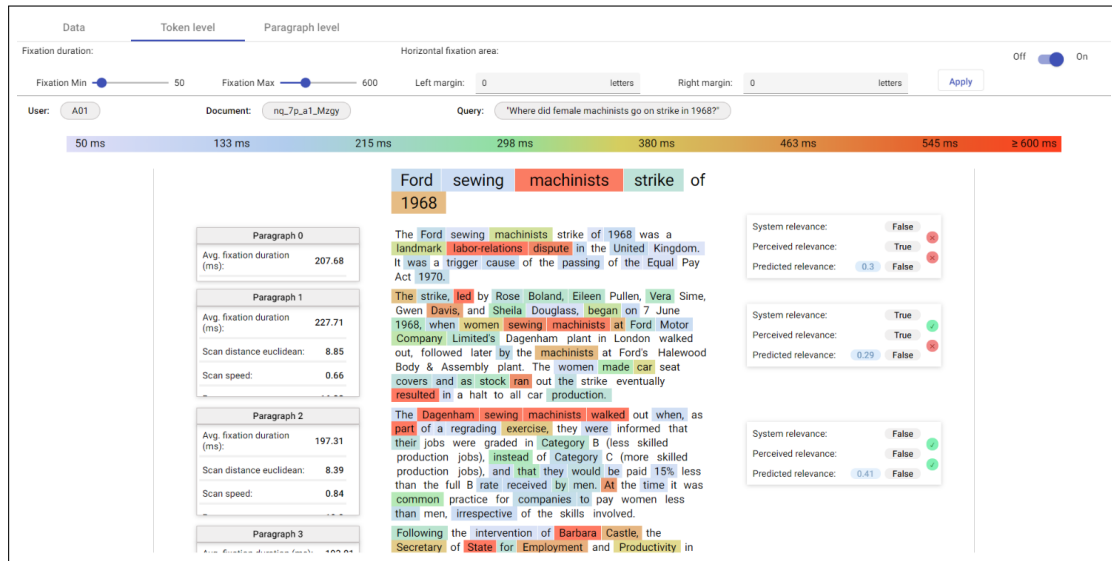 Data Token level Paragraph level
Fixation duration: Horizontal fixation area:
Off On
Fixation Min 50 Fixation Max 600 Left margin: 0 letters Right margin: 0 letters Apply
User: A01 Document: nq_7p_a1_Mzgy Query: "Where did female machinists go on strike in 1968?"
50 ms 133 ms 215 ms 298 ms 380 ms 463 ms 545 ms ≥ 600 ms
Ford sewing machinists strike of
1968
Paragraph 0
Avg. fixation duration
(ms): 207.68
The Ford sewing machinists strike of 1968 was a
landmark labor-relations dispute in the United Kingdom.
It was a trigger cause of the passing of the Equal Pay
Act 1970.
System relevance: False
Perceived relevance: True
Predicted relevance: 0.3 False
Paragraph 1
Avg. fixation duration
(ms): 227.71
Scan distance euclidean: 8.85
Scan speed: 0.66
The strike, led by Rose Boland, Eileen Pullen, Vera Sime,
Gwen Davis, and Sheila Douglass, began on 7 June
1968, when women sewing machinists at Ford Motor
Company Limited's Dagenham plant in London walked
out, followed later by the machinists at Ford's Halewood
Body & Assembly plant. The women made car seat
covers and as stock ran out the strike eventually
resulted in a halt to all car production.
System relevance: True
Perceived relevance: True
Predicted relevance: 0.29 False
Paragraph 2
Avg. fixation duration
(ms): 197.31
Scan distance euclidean: 8.39
Scan speed: 0.84
The Dagenham sewing machinists walked out when, as
part of a regrading exercise, they were informed that
their jobs were graded in Category B (less skilled
production jobs), instead of Category C (more skilled
production jobs), and that they would be paid 15% less
than the full B rate received by men. At the time it was
common practice for companies to pay women less
than men, irrespective of the skills involved.
System relevance: False
Perceived relevance: False
Predicted relevance: 0.41 False
Paragraph 3
Following the intervention of Barbara Castle, the
Secretary of State for Employment and Productivity in